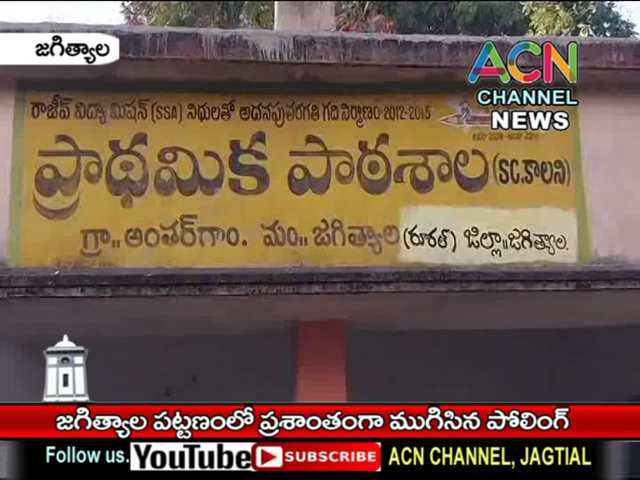 జగిత్యాల
ACN
CHANNEL
NEWS
రాజీవ్ విద్యా మిషన్ (SSA) నిధులతో అదనపు తరగతి గది నిర్మాణం-2012-2015
ప్రాథమిక పాఠశాల (SC.కాలని)
గ్రా.. అంతర్‌గాం. మం.. జగిత్యాల (రూరల్) జిల్లా.. జగిత్యాల.
జగిత్యాల పట్టణంలో ప్రశాంతంగా ముగిసిన పోలింగ్
Follow us. YouTube SUBSCRIBE ACN CHANNEL, JAGTIAL